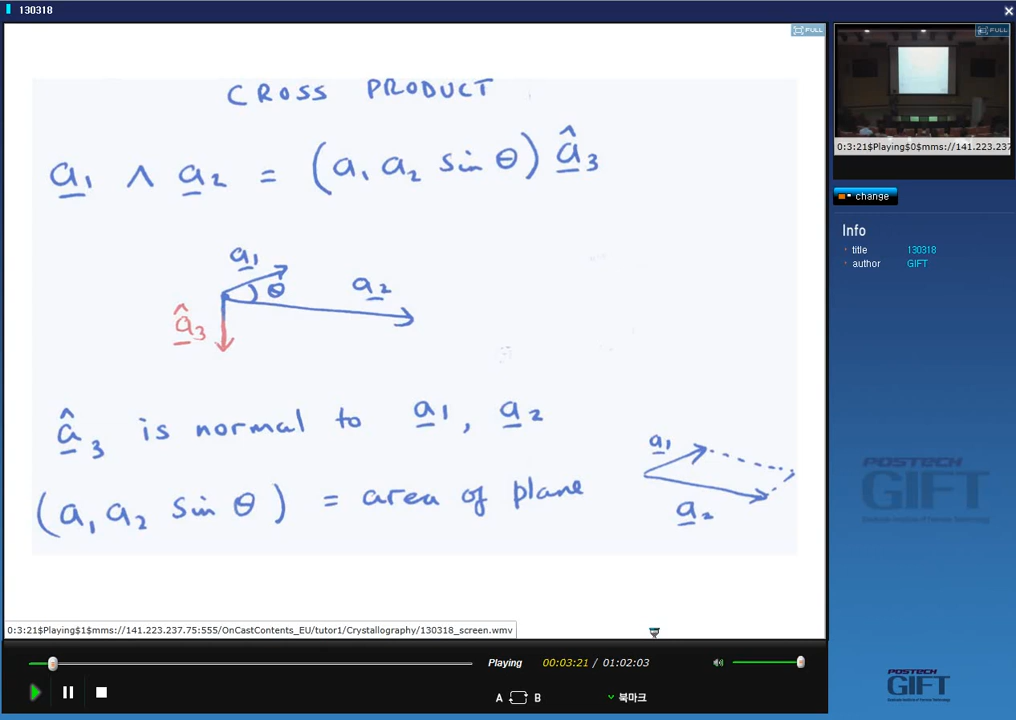 130318
FULL
CROSS PRODUCT
a₁ ∧ a₂ = (a₁ a₂ sin θ) â₃
a₁
θ
a₂
â₃
â₃ is normal to a₁, a₂
(a₁ a₂ sin θ) = area of plane
a₁
a₂
0:3:21$Playing$1$mms://141.223.237.75:555/OnCastContents_EU/tutor1/Crystallography/130318_screen.wmv
Playing 00:03:21 / 01:02:03
A B 북마크
FULL
0:3:21$Playing$0$mms://141.223.237
change
Info
title 130318
author GIFT
POSTECH
GIFT
POSTECH
GIFT